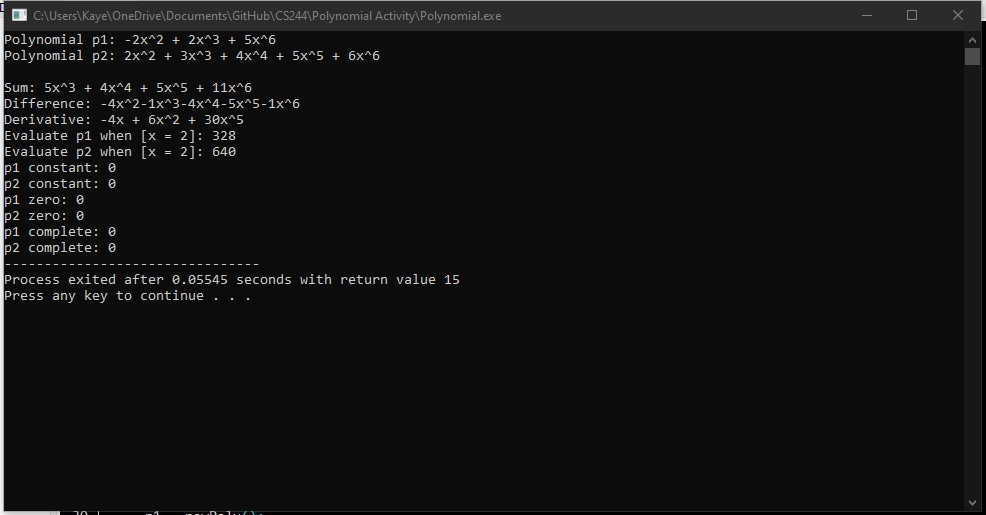 C:\Users\Kaye\OneDrive\Documents\GitHub\CS244\Polynomial Activity\Polynomial.exe
Polynomial p1: -2x^2 + 2x^3 + 5x^6
Polynomial p2: 2x^2 + 3x^3 + 4x^4 + 5x^5 + 6x^6
Sum: 5x^3 + 4x^4 + 5x^5 + 11x^6
Difference: -4x^2-1x^3-4x^4-5x^5-1x^6
Derivative: -4x + 6x^2 + 30x^5
Evaluate p1 when [x = 2]: 328
Evaluate p2 when [x = 2]: 640
p1 constant: 0
p2 constant: 0
p1 zero: 0
p2 zero: 0
p1 complete: 0
p2 complete: 0
--------------------------------
Process exited after 0.05545 seconds with return value 15
Press any key to continue . . .